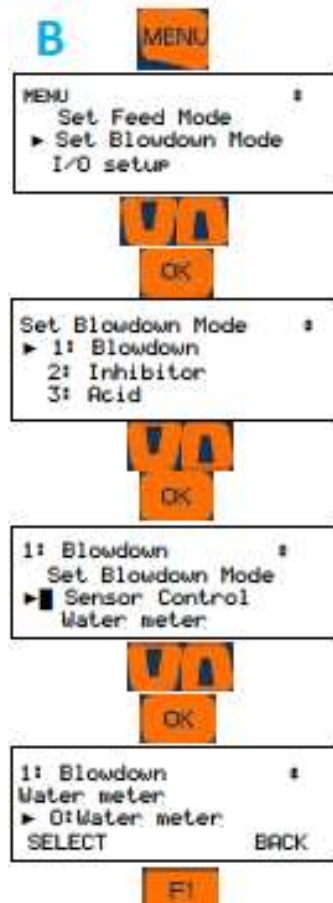 B
MENU
MENU
Set Feed Mode
► Set Blowdown Mode
I/O setup
OK
Set Blowdown Mode
► 1: Blowdown
2: Inhibitor
3: Acid
OK
1: Blowdown
Set Blowdown Mode
►█ Sensor Control
Water meter
OK
1: Blowdown
Water meter
► O:Water meter
SELECT BACK
F1